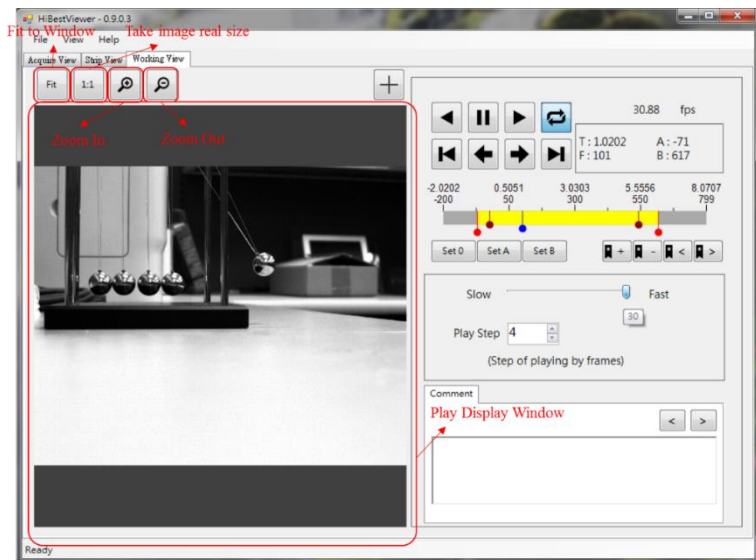 HiBestViewer - 0.9.0.3
Fit to Window
Take image real size
File View Help
Acquire View Strip View Working View
Fit 1:1
Zoom In Zoom Out
30.88 fps
T : 1.0202 A : -71
F : 101 B : 617
-2.0202 0.5051 3.0303 5.5556 8.0707
-200 50 300 550 799
Set 0 Set A Set B + - < >
Slow Fast
30
Play Step 4
(Step of playing by frames)
Comment
Play Display Window
< >
Ready